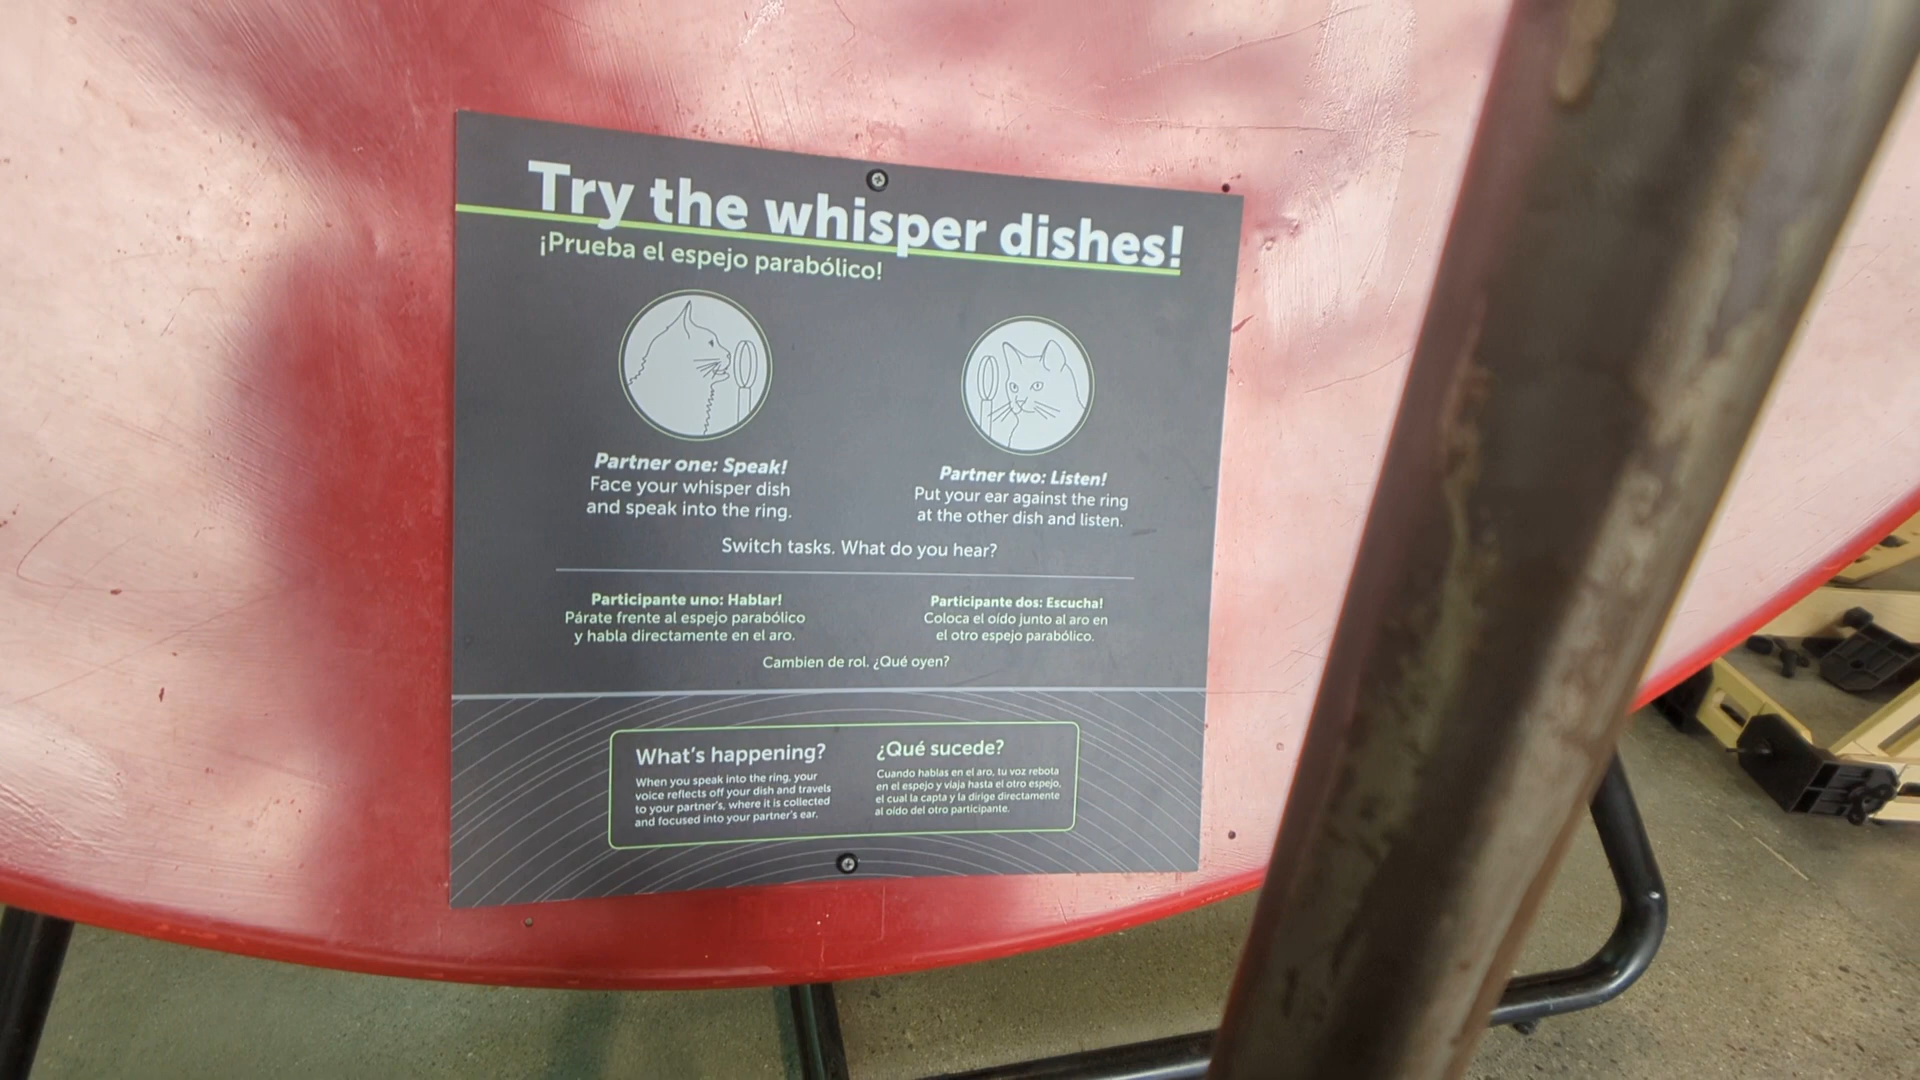 Try the whisper dishes!
¡Prueba el espejo parabólico!
Partner one: Speak!
Face your whisper dish
and speak into the ring.
Partner two: Listen!
Put your ear against the ring
at the other dish and listen.
Switch tasks. What do you hear?
Participante uno: Hablar!
Párate frente al espejo parabólico
y habla directamente en el aro.
Participante dos: Escucha!
Coloca el oído junto al aro en
el otro espejo parabólico.
Cambien de rol. ¿Qué oyen?
What's happening?
When you speak into the ring, your
voice reflects off your dish and travels
to your partner's, where it is collected
and focused into your partner's ear.
¿Qué sucede?
Cuando hablas en el aro, tu voz rebota
en el espejo y viaja hasta el otro espejo,
el cual la capta y la dirige directamente
al oído del otro participante.